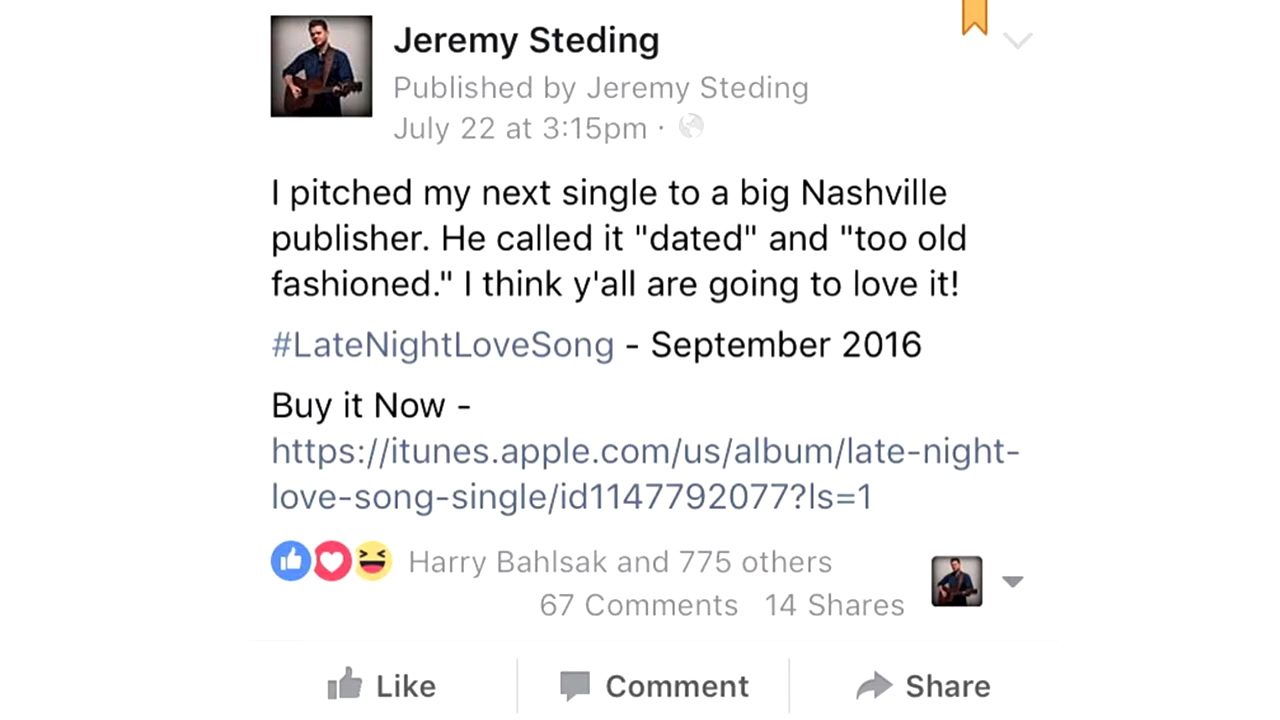 Jeremy Steding
Published by Jeremy Steding
July 22 at 3:15pm ·
I pitched my next single to a big Nashville
publisher. He called it "dated" and "too old
fashioned." I think y'all are going to love it!
#LateNightLoveSong - September 2016
Buy it Now -
https://itunes.apple.com/us/album/late-night-
love-song-single/id1147792077?ls=1
Harry Bahlsak and 775 others
67 Comments 14 Shares
Like Comment Share